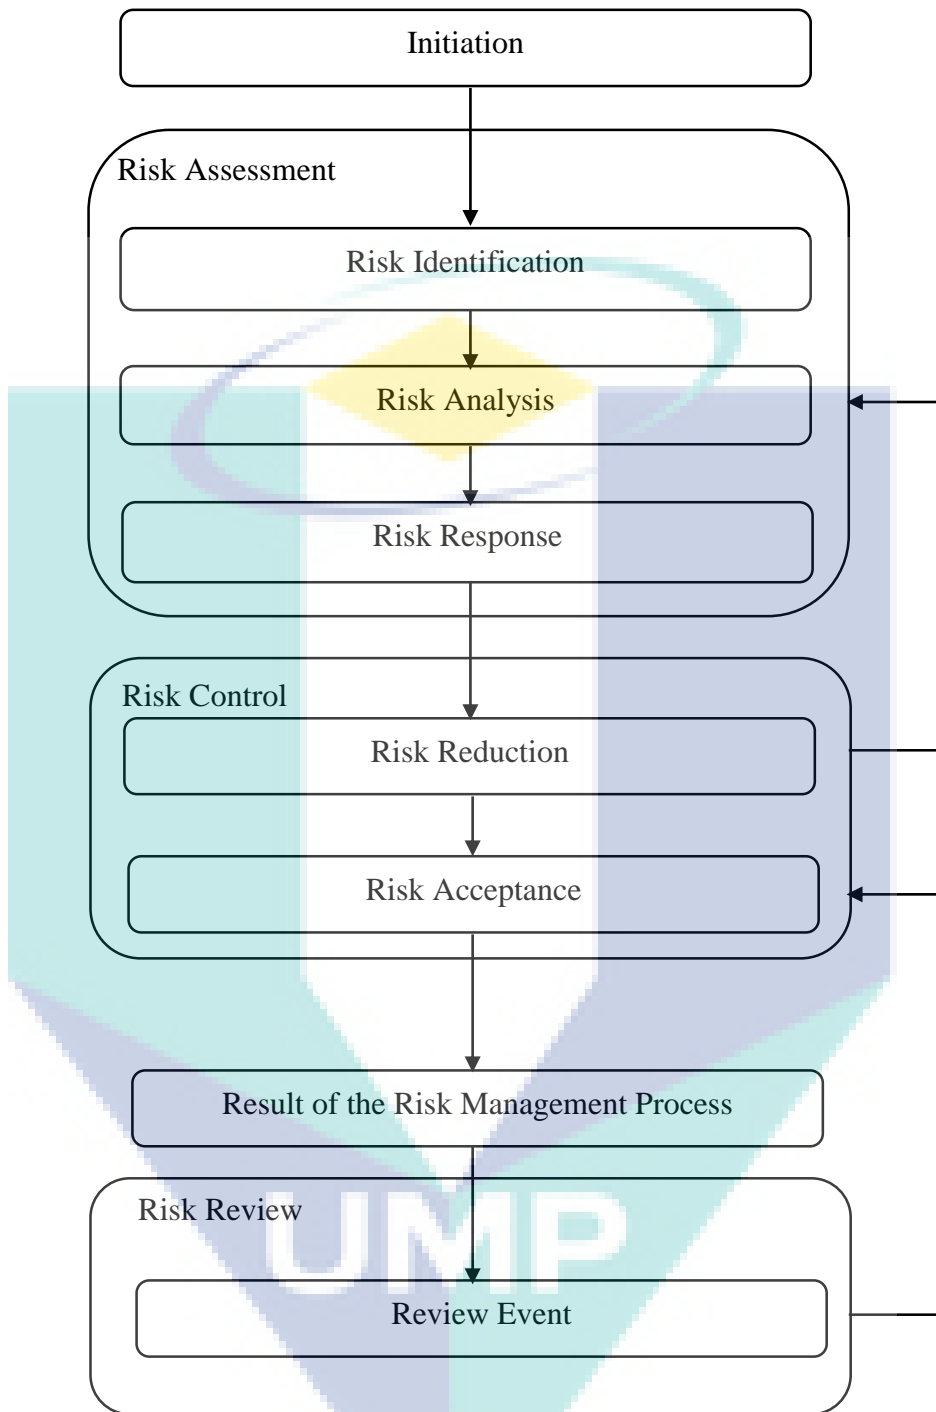 Initiation
Risk Assessment
Risk Identification
Risk Analysis
Risk Response
Risk Control
Risk Reduction
Risk Acceptance
Result of the Risk Management Process
Risk Review
UMP
Review Event